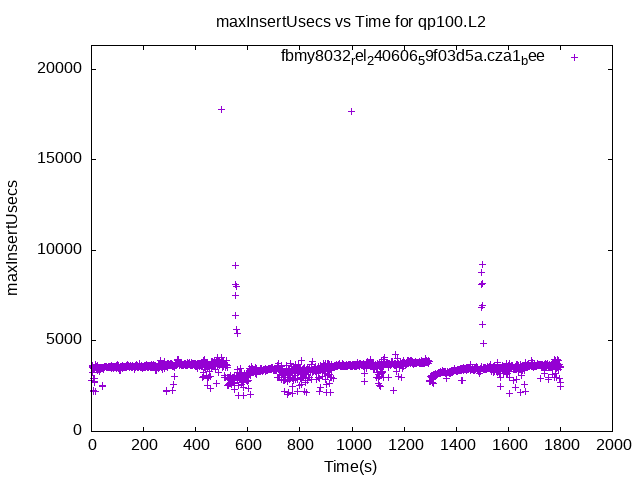 maxInsertUsecs vs Time for qp100.L2
fbmy8032rel24060659f03d5a.cza1bee
20000
15000
10000
5000
0
maxInsertUsecs
0 200 400 600 800 1000 1200 1400 1600 1800 2000
Time(s)